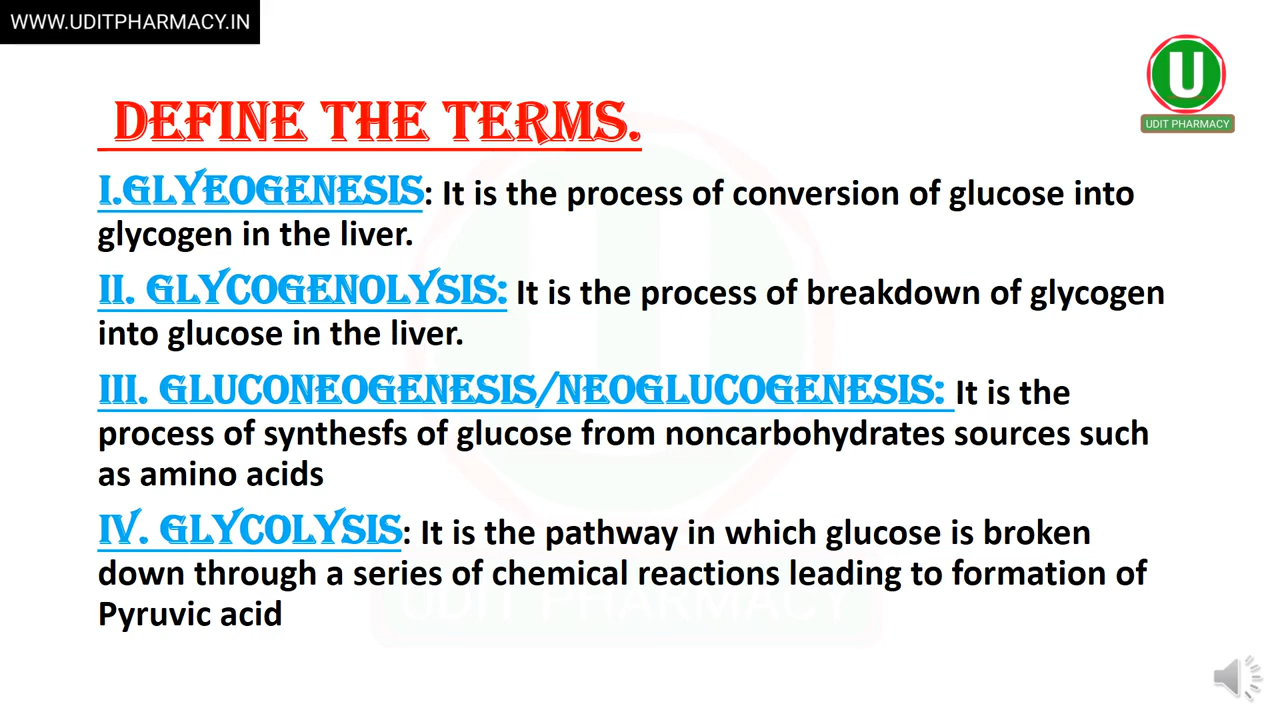 WWW.UDITPHARMACY.IN
U
UDIT PHARMACY
DEFINE THE TERMS.
I.GLYEOGENESIS: It is the process of conversion of glucose into
glycogen in the liver.
II. GLYCOGENOLYSIS: It is the process of breakdown of glycogen
into glucose in the liver.
III. GLUCONEOGENESIS/NEOGLUCOGENESIS: It is the
process of synthesfs of glucose from noncarbohydrates sources such
as amino acids
IV. GLYCOLYSIS: It is the pathway in which glucose is broken
down through a series of chemical reactions leading to formation of
Pyruvic acid
U
UDIT PHARMACY